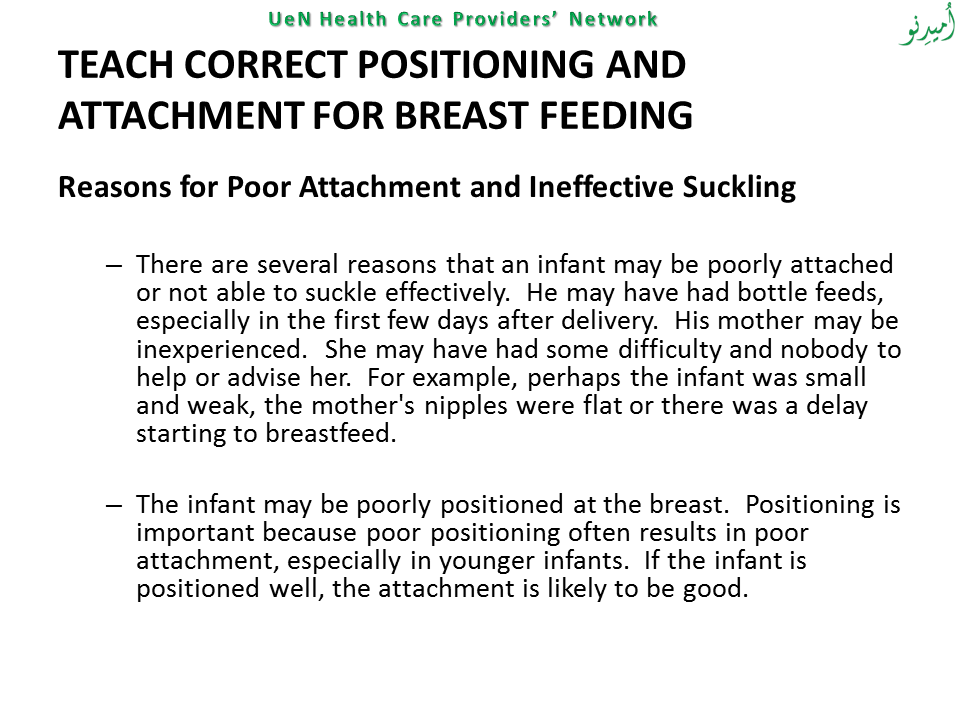 UeN Health Care Providers’ Network
اُمیدِنو
TEACH CORRECT POSITIONING AND
ATTACHMENT FOR BREAST FEEDING
Reasons for Poor Attachment and Ineffective Suckling
– There are several reasons that an infant may be poorly attached
or not able to suckle effectively.  He may have had bottle feeds,
especially in the first few days after delivery.  His mother may be
inexperienced.  She may have had some difficulty and nobody to
help or advise her.  For example, perhaps the infant was small
and weak, the mother's nipples were flat or there was a delay
starting to breastfeed.
– The infant may be poorly positioned at the breast.  Positioning is
important because poor positioning often results in poor
attachment, especially in younger infants.  If the infant is
positioned well, the attachment is likely to be good.